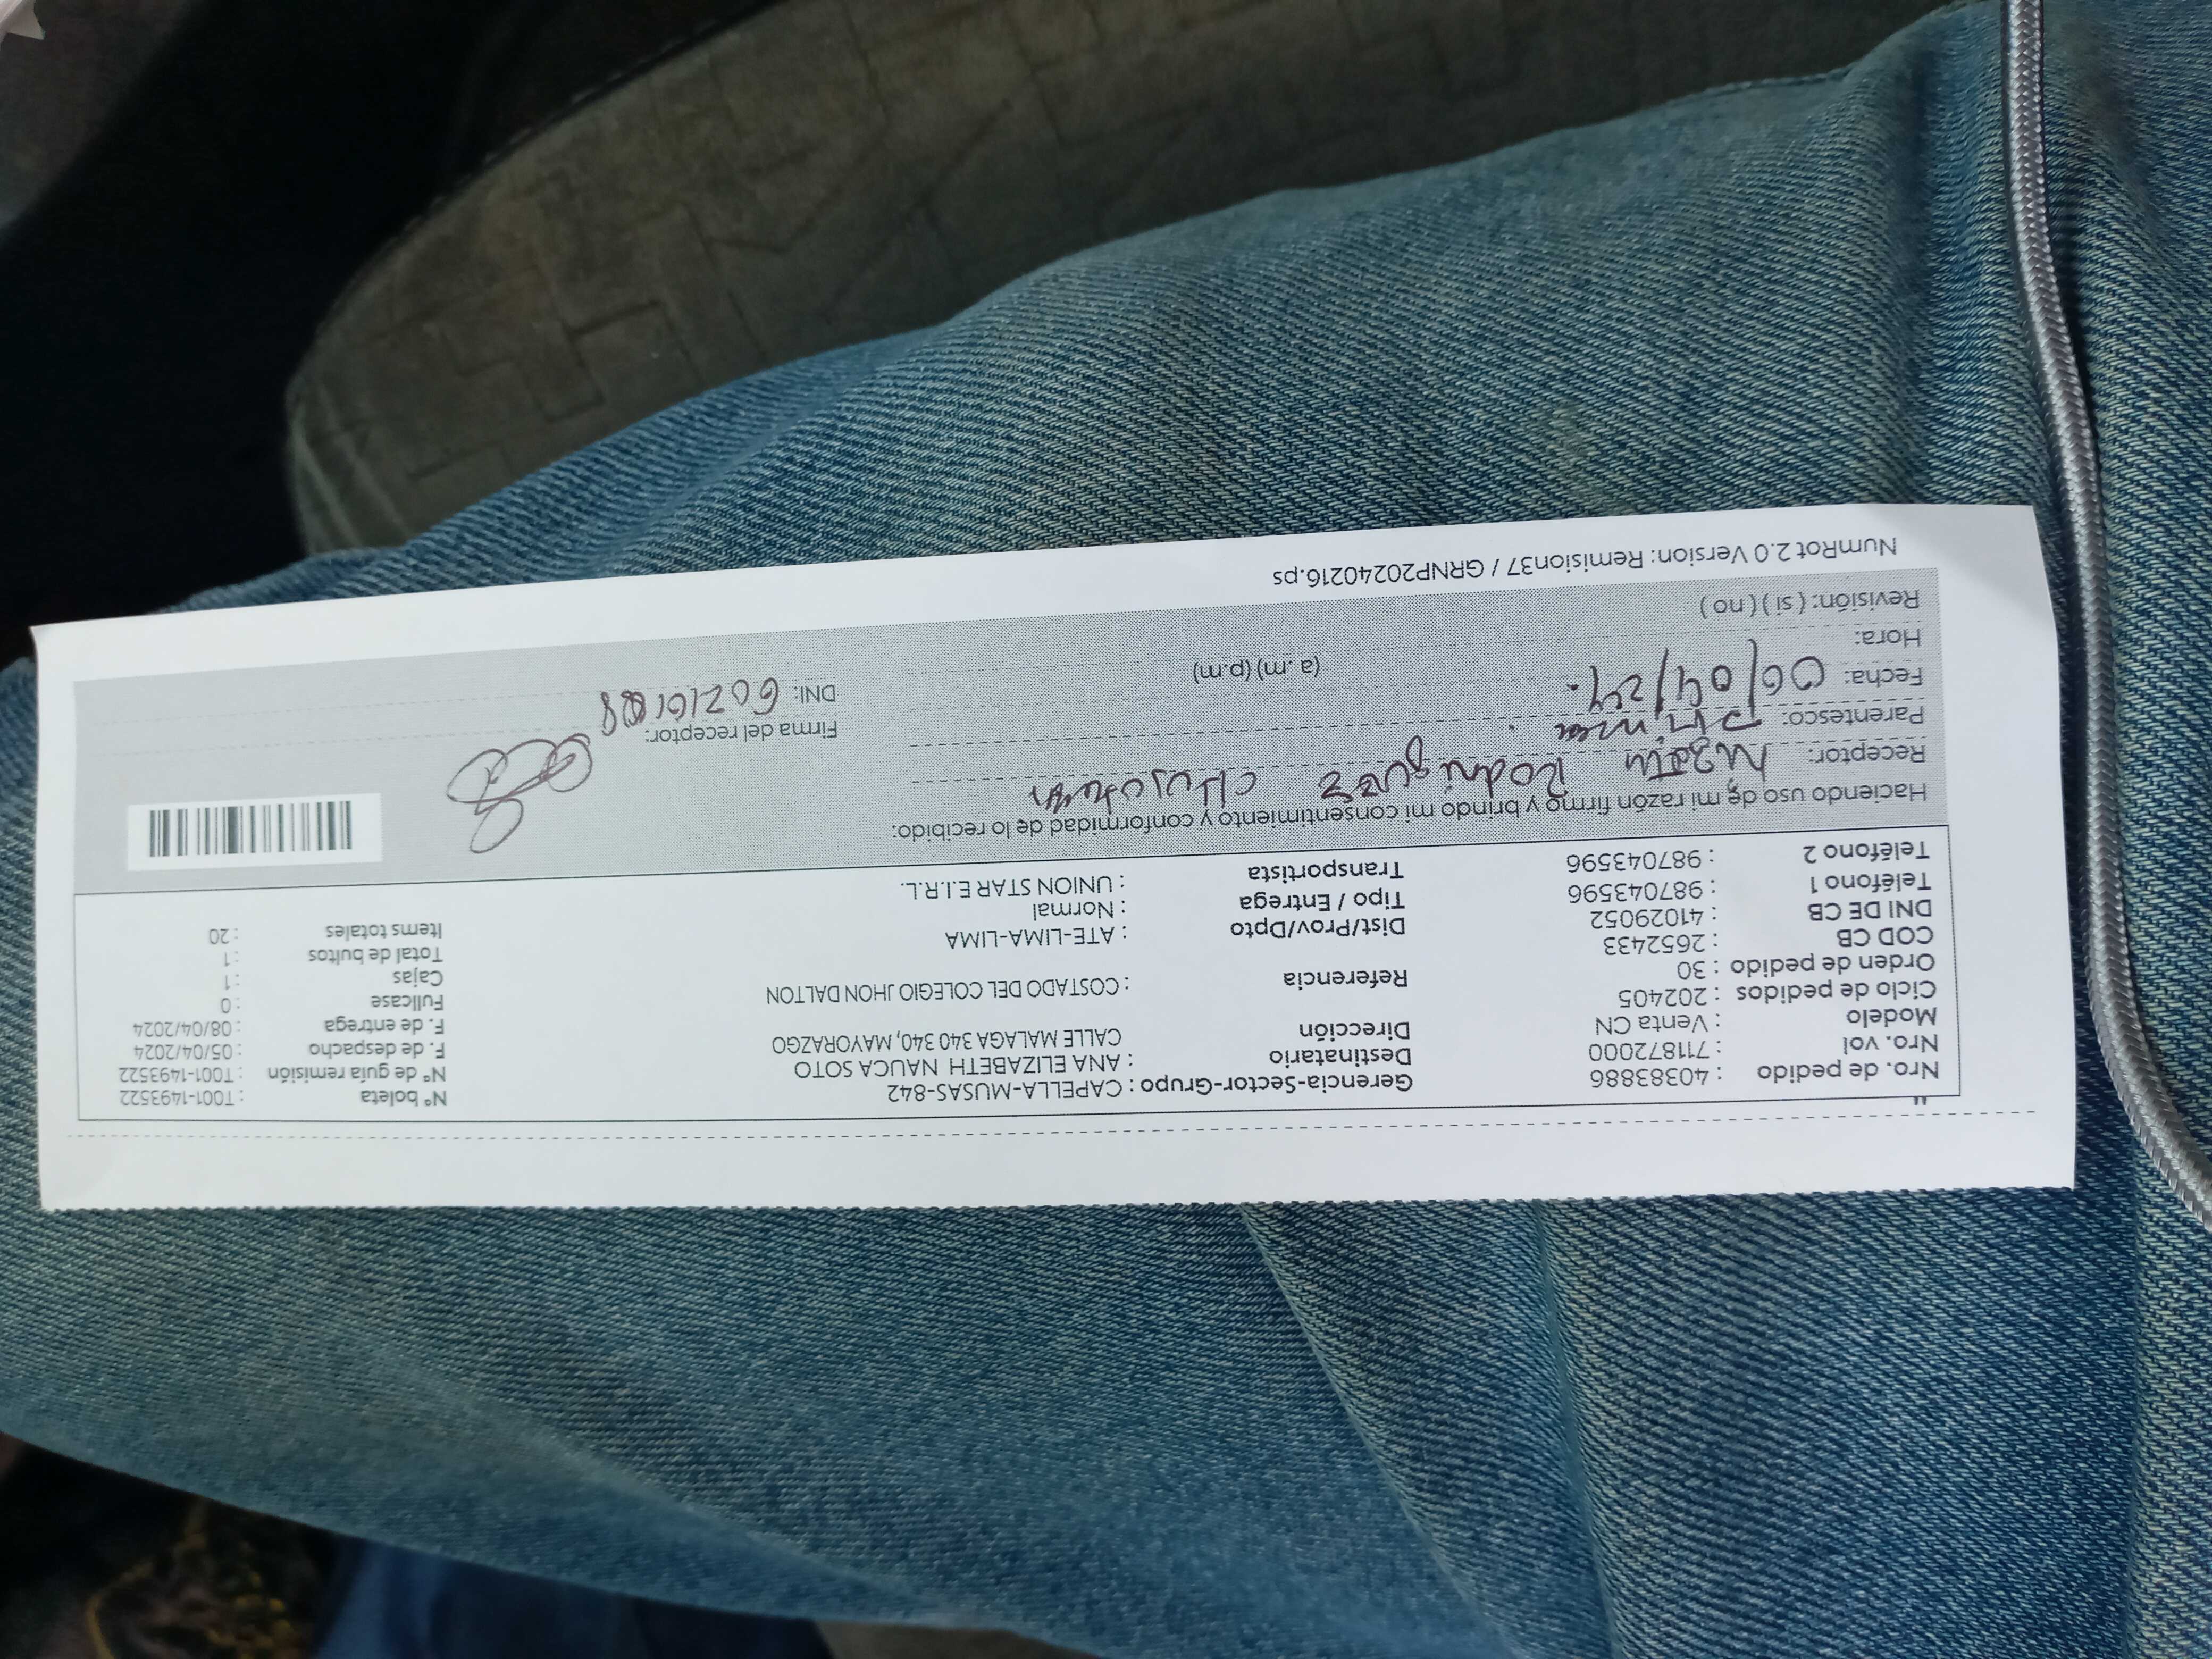 Nro. de pedido : 40383886 Gerencia-Sector-Grupo : CAPELLA-MUSAS-842 N° boleta : T001-1493522
Nro. vol : 711872000 Destinatario : ANA ELIZABETH NAUCA SOTO N° de guía remisión : T001-1493522
Modelo : Venta CN Dirección CALLE MALAGA 340 340, MAYORAZGO F. de despacho : 05/04/2024
Ciclo de pedidos : 202405 F. de entrega : 08/04/2024
Orden de pedido : 30 Referencia : COSTADO DEL COLEGIO JHON DALTON Fullcase : 0
COD CB : 2652433 Cajas : 1
DNI DE CB : 41029052 Dist/Prov/Dpto : ATE-LIMA-LIMA Total de bultos : 1
Teléfono 1 : 987043596 Tipo / Entrega : Normal Items totales : 20
Teléfono 2 : 987043596 Transportista : UNION STAR E.I.R.L.
Haciendo uso de mi razón firmo y brindo mi consentimiento y conformidad de lo recibido:
Receptor: Rodriguez
Parentesco: Firma del receptor:
Fecha: 06/04/24. DNI:
Hora: (a. m) (p.m)
Revisión: ( si ) ( no )
NumRot 2.0 Version: Remision37 / GRNP20240216.ps